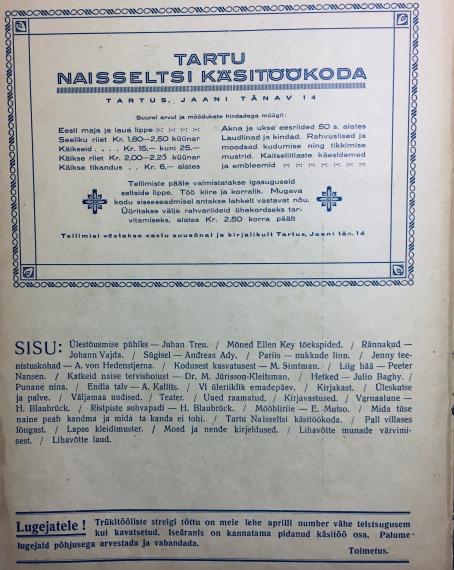 TARTU
NAISSELTSI KÄSITÖÖKODA
TARTUS, JAANI TÄNAV 14
Suurel arvul ja mõõdukate hindadega müügil:
Eesti maja ja laua lippe
Seeliku riiet Kr. 1,80—2,50 küünar
Käikseid . . . . Kr. 15,— kuni 25,—
Käikse riiet Kr. 2,00—2,25 küünar
Käikse tikandus . . Kr. 6,— alates
Akna ja ukse eesriided 50 s. alates
Laudlinad ja kindad. Rahvuslised ja
moodsad kudumise ning tikkimise
mustrid. Kaitseliitlaste käesidemed
ja embleemid
Tellimiste pääle valmistatakse igasuguseid
seltside lippe. Töö kiire ja korralik. Mugava
kodu sisseseadmisel antakse lahkelt vastavat nõu.
Üüritakse välja rahvariideid ühekordseks tar-
vitamiseks, alates Kr. 2,50 korra päält
Tellimisi võetakse vastu suusõnal ja kirjalikult Tartus, Jaani tän. 14
SISU: Ülestõusmise pühiks — Juhan Treu. / Mõned Ellen Key tõekspided. / Rännakud —
Johann Vajda. / Sügisel — Andreas Ady. / Pariis — nukkude linn. / Jenny tee-
nistuskohad — A. von Hedenstjerna. / Kodusest kasvatusest — M. Simtman. / Liig hää — Peeter
Nansen. / Katkeid naise tervishoiust — Dr. M. Jürisson-Kleitsman. / Hetked — Julio Baghy. /
Punane nina. / Endla talv — A. Kallits. / VI üleriiklik emadepäev. / Kirjakast. / Üleskutse
ja palve. / Väljamaa uudised. / Teater. / Uued raamatud. / Kirjavastused. / Varnaalune —
H. Blaubrück. / Ristpiste sohvapadi — H. Blaubrück. / Mööbliriie — E. Mutso. / Mida tüse
naine peab kandma ja mida ta kanda ei tohi. / Tartu Naisseltsi käsitöökoda. / Pall villases
lõngast. / Lapse kleidimuster. / Moed ja nende kirjeldused. / Lihavõtte munade värvimi-
sest. / Lihavõtte laud.
Lugejatele! Trükitööliste streigi tõttu on meie lehe aprilli number vähe teistsugusem
kui kavatsetud. Iseäranis on kannatama pidanud käsitöö osa. Palume
lugejaid põhjusega arvestada ja vabandada.
Toimetus.